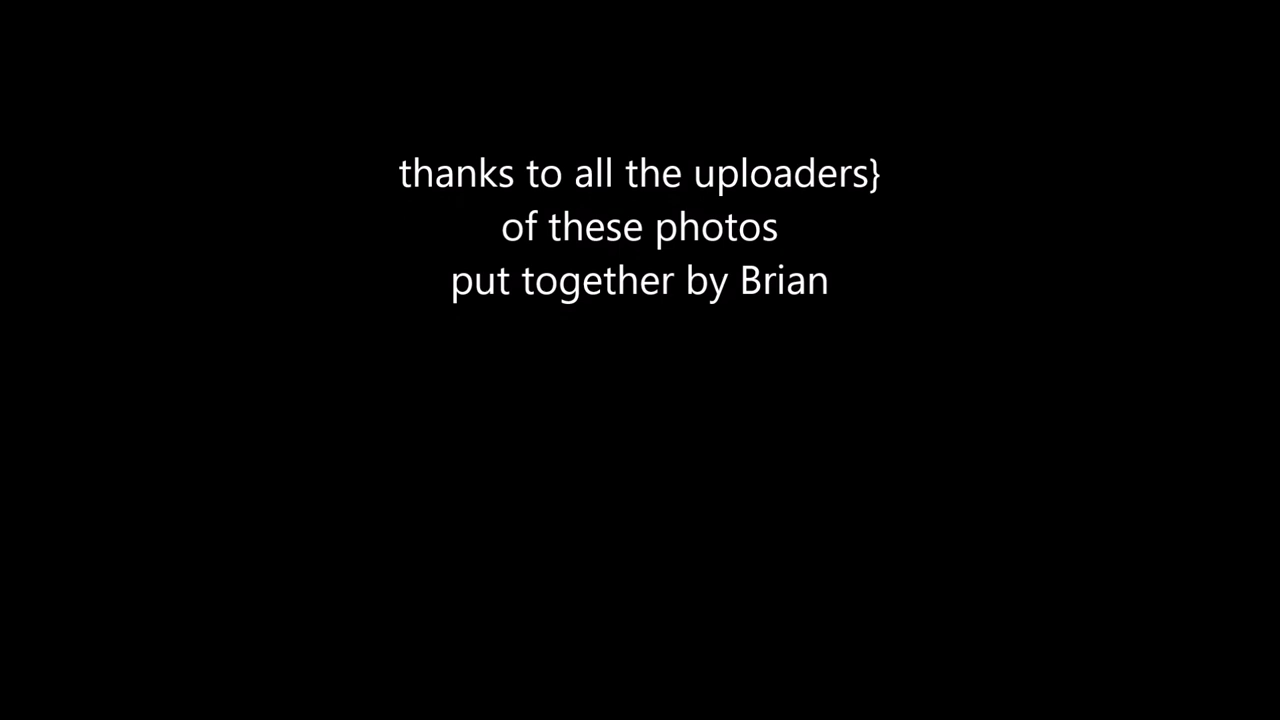 thanks to all the uploaders}
of these photos
put together by Brian